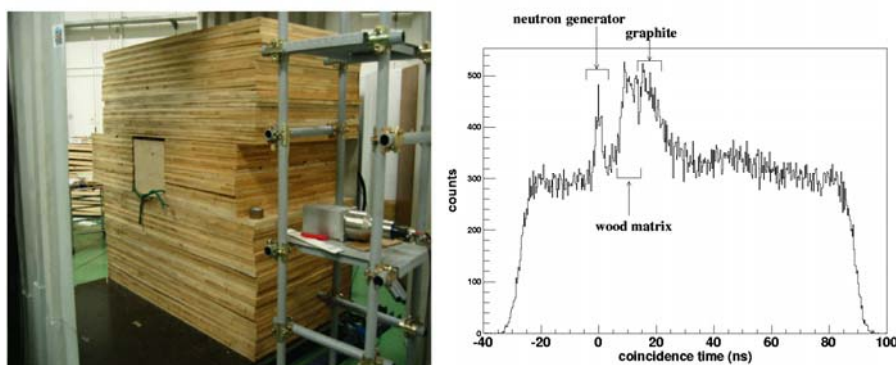 neutron generator
graphite
500
400
300
200
100
0
counts
wood matrix
-40 -20 0 20 40 60 80 100
coincidence time (ns)